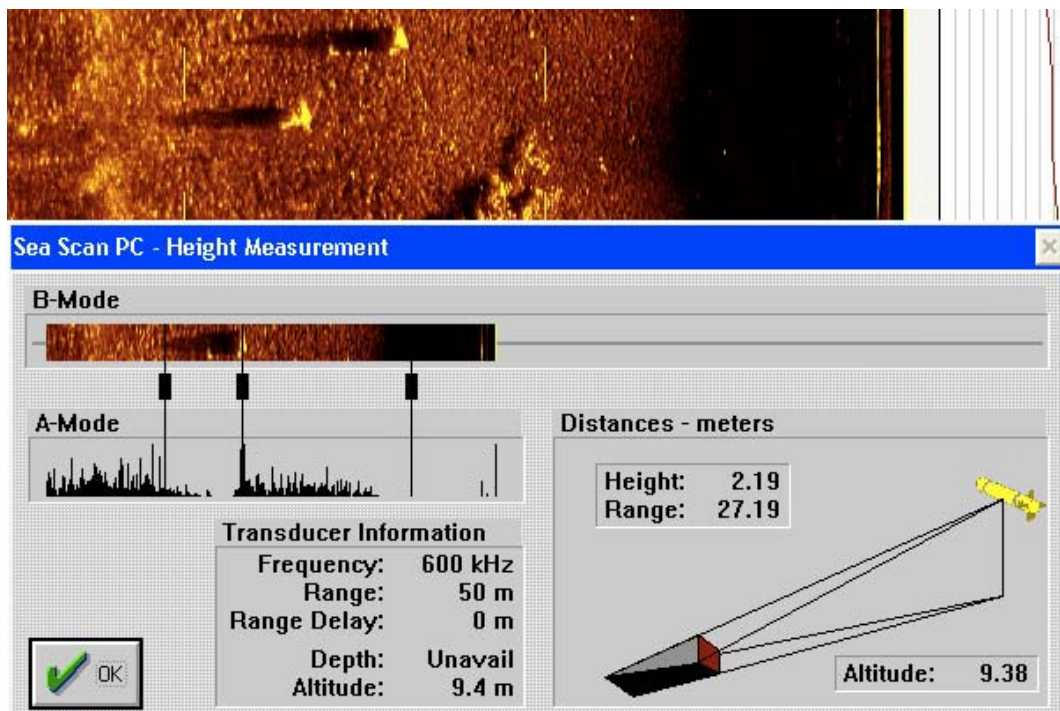 Sea Scan PC - Height Measurement
B-Mode
A-Mode
Distances - meters
Height: 2.19
Range: 27.19
Transducer Information
Frequency: 600 kHz
Range: 50 m
Range Delay: 0 m
Depth: Unavail
Altitude: 9.4 m
OK
Altitude: 9.38